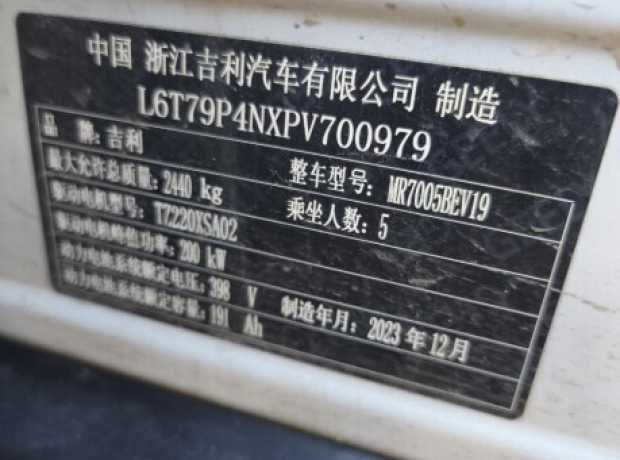 中国 浙江吉利汽车有限公司 制造
L6T79P4NXPV700979
品 牌: 吉利
整车型号: MR7005BEV19
最大允许总质量: 2440 kg
乘坐人数: 5
驱动电机型号: TZ220XSA02
驱动电机峰值功率: 200 kW
动力电池系统额定电压: 398 V
制造年月: 2023 年 12 月
动力电池系统额定容量: 191 Ah